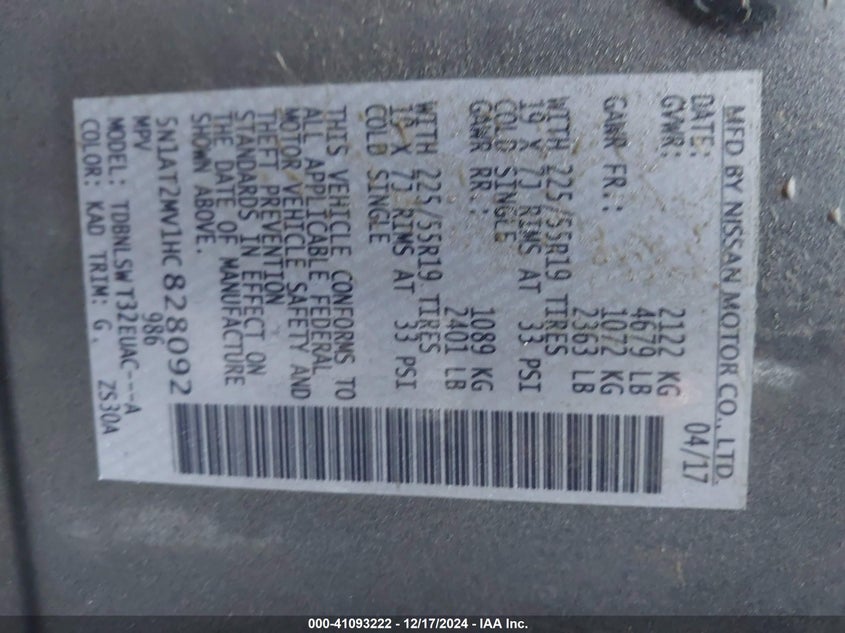 MFD BY NISSAN MOTOR CO., LTD.
DATE: 04/17
GVWR: 2122 KG
4679 LB
GAWR FR.: 1072 KG
2363 LB
WITH 225/55R19 TIRES
19 X 7J RIMS AT 33 PSI
COLD SINGLE
GAWR RR.: 1089 KG
2401 LB
WITH 225/55R19 TIRES
19 X 7J RIMS AT 33 PSI
COLD SINGLE
THIS VEHICLE CONFORMS TO
ALL APPLICABLE FEDERAL
MOTOR VEHICLE SAFETY AND
THEFT PREVENTION
STANDARDS IN EFFECT ON
THE DATE OF MANUFACTURE
SHOWN ABOVE.
5N1AT2MV1HC828092
MPV 986
MODEL: TDBNLSW T32EUAC--A
COLOR: KAD TRIM: G. ZS30A
000-41093222 - 12/17/2024 - IAA Inc.